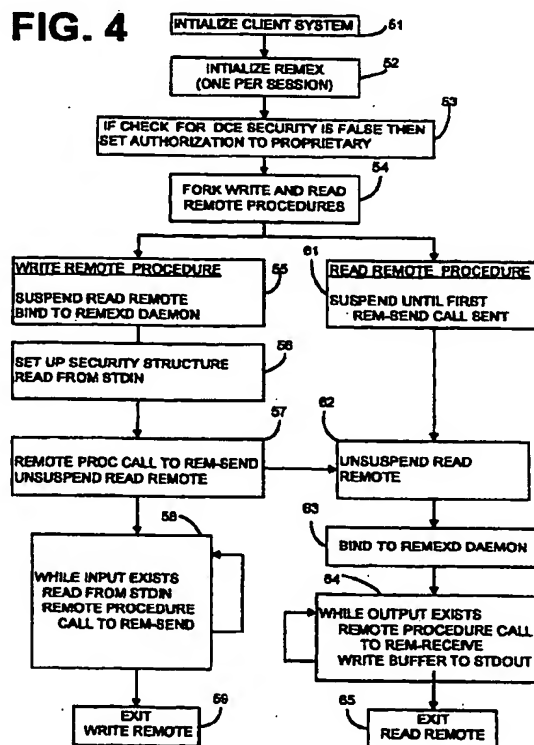 FIG. 4
INTIALIZE CLIENT SYSTEM
51
INTIALIZE REMEX
(ONE PER SESSION)
52
IF CHECK FOR DCE SECURITY IS FALSE THEN
SET AUTHORIZATION TO PROPRIETARY
53
FORK WRITE AND READ
REMOTE PROCEDURES
54
WRITE REMOTE PROCEDURE
SUSPEND READ REMOTE
BIND TO REMEXD DAEMON
55
SET UP SECURITY STRUCTURE
READ FROM STDIN
56
REMOTE PROC CALL TO REM-SEND
UNSUSPEND READ REMOTE
57
WHILE INPUT EXISTS
READ FROM STDIN
REMOTE PROCEDURE
CALL TO REM-SEND
58
EXIT
WRITE REMOTE
59
READ REMOTE PROCEDURE
SUSPEND UNTIL FIRST
REM-SEND CALL SENT
61
UNSUSPEND READ
REMOTE
62
BIND TO REMEXD DAEMON
63
WHILE OUTPUT EXISTS
REMOTE PROCEDURE CALL
TO REM-RECEIVE
WRITE BUFFER TO STDOUT
64
EXIT
READ REMOTE
65